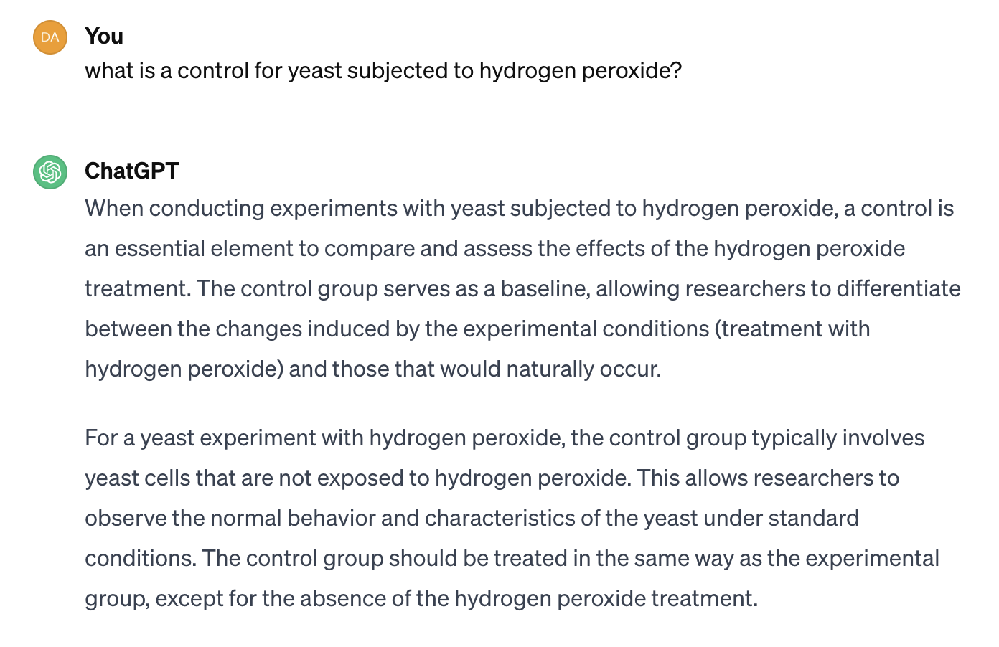 DA
You
what is a control for yeast subjected to hydrogen peroxide?
ChatGPT
When conducting experiments with yeast subjected to hydrogen peroxide, a control is
an essential element to compare and assess the effects of the hydrogen peroxide
treatment. The control group serves as a baseline, allowing researchers to differentiate
between the changes induced by the experimental conditions (treatment with
hydrogen peroxide) and those that would naturally occur.
For a yeast experiment with hydrogen peroxide, the control group typically involves
yeast cells that are not exposed to hydrogen peroxide. This allows researchers to
observe the normal behavior and characteristics of the yeast under standard
conditions. The control group should be treated in the same way as the experimental
group, except for the absence of the hydrogen peroxide treatment.